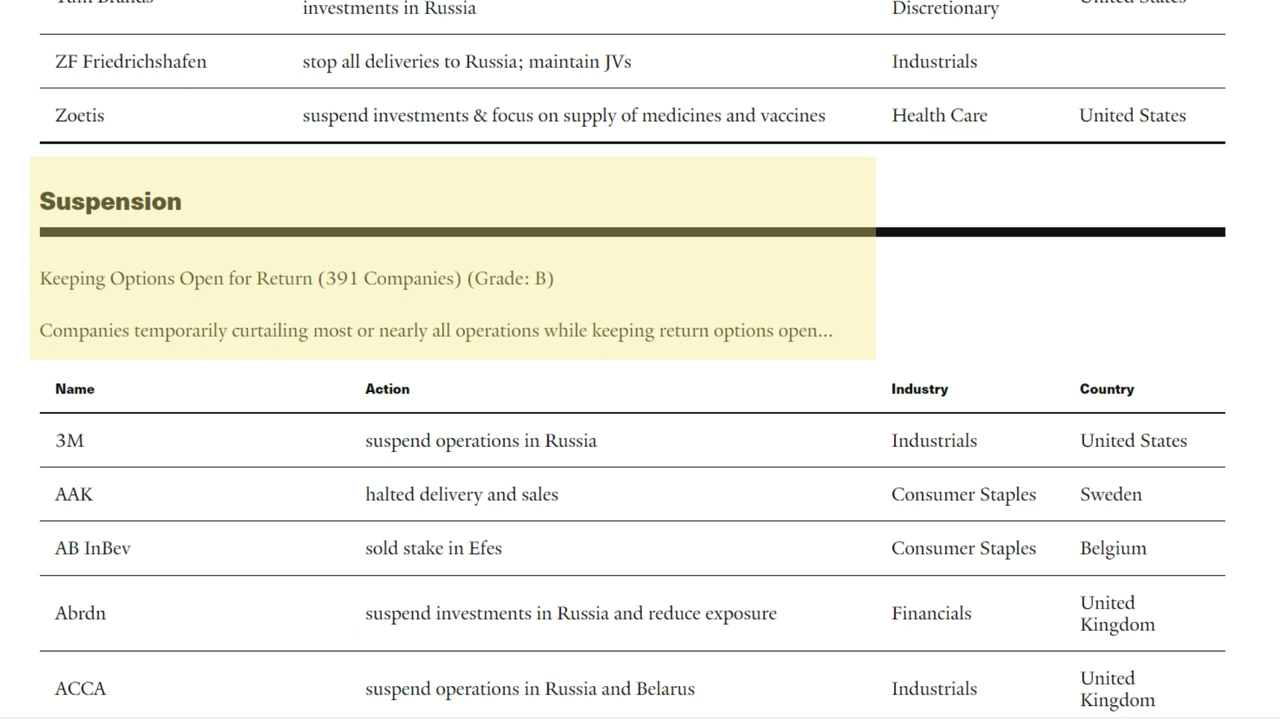 investments in Russia Discretionary
ZF Friedrichshafen stop all deliveries to Russia; maintain JVs Industrials
Zoetis suspend investments & focus on supply of medicines and vaccines Health Care United States
Suspension
Keeping Options Open for Return (391 Companies) (Grade: B)
Companies temporarily curtailing most or nearly all operations while keeping return options open...
Name Action Industry Country
3M suspend operations in Russia Industrials United States
AAK halted delivery and sales Consumer Staples Sweden
AB InBev sold stake in Efes Consumer Staples Belgium
Abrdn suspend investments in Russia and reduce exposure Financials United
Kingdom
ACCA suspend operations in Russia and Belarus Industrials United
Kingdom